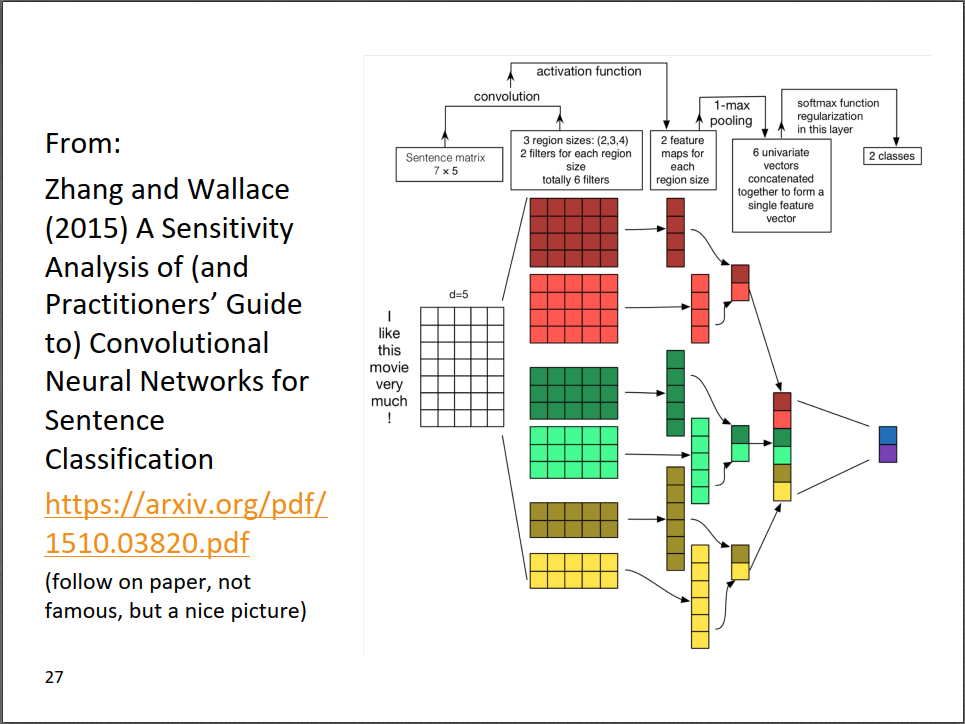 From:
Zhang and Wallace
(2015) A Sensitivity
Analysis of (and
Practitioners’ Guide
to) Convolutional
Neural Networks for
Sentence
Classification
https://arxiv.org/pdf/
1510.03820.pdf
(follow on paper, not
famous, but a nice picture)
27
activation function
convolution
1-max
pooling
softmax function
regularization
in this layer
Sentence matrix
7 × 5
3 region sizes: (2,3,4)
2 filters for each region
size
totally 6 filters
2 feature
maps for
each
region size
6 univariate
vectors
concatenated
together to form a
single feature
vector
2 classes
d=5
I
like
this
movie
very
much
!